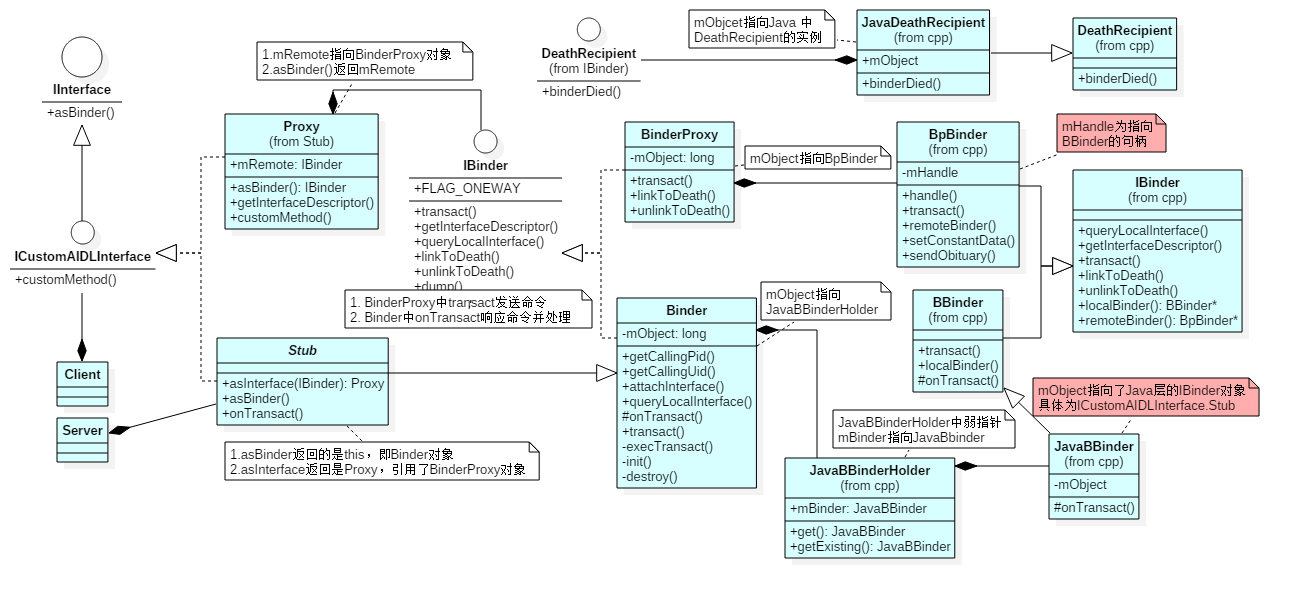 IInterface
+asBinder()
ICustomAIDLInterface
+customMethod()
Client
Server
1.mRemote指向BinderProxy对象
2.asBinder()返回mRemote
Proxy
(from Stub)
+mRemote: IBinder
+asBinder(): IBinder
+getInterfaceDescriptor()
+customMethod()
Stub
+asInterface(IBinder): Proxy
+asBinder()
+onTransact()
1.asBinder返回的是this，即Binder对象
2.asInterface返回是Proxy，引用了BinderProxy对象
IBinder
+FLAG_ONEWAY
+transact()
+getInterfaceDescriptor()
+queryLocalInterface()
+linkToDeath()
+unlinkToDeath()
+dump()
1. BinderProxy中transact发送命令
2. Binder中onTransact响应命令并处理
DeathRecipient
(from IBinder)
+binderDied()
mObjcet指向Java 中
DeathRecipient的实例
JavaDeathRecipient
(from cpp)
+mObject
+binderDied()
DeathRecipient
(from cpp)
+binderDied()
BinderProxy
-mObject: long
+transact()
+linkToDeath()
+unlinkToDeath()
mObject指向BpBinder
BpBinder
(from cpp)
-mHandle
+handle()
+transact()
+remoteBinder()
+setConstantData()
+sendObituary()
mHandle为指向
BBinder的句柄
IBinder
(from cpp)
+queryLocalInterface()
+getInterfaceDescriptor()
+transact()
+linkToDeath()
+unlinkToDeath()
+localBinder(): BBinder*
+remoteBinder(): BpBinder*
Binder
-mObject: long
+getCallingPid()
+getCallingUid()
+attachInterface()
+queryLocalInterface()
#onTransact()
+transact()
-execTransact()
-init()
-destroy()
mObject指向
JavaBBinderHolder
BBinder
(from cpp)
+transact()
+localBinder()
#onTransact()
mObject指向了Java层的IBinder对象
具体为ICustomAIDLInterface.Stub
JavaBBinderHolder中弱指针
mBinder指向JavaBbinder
JavaBBinderHolder
(from cpp)
+mBinder: JavaBBinder
+get(): JavaBBinder
+getExisting(): JavaBBinder
JavaBBinder
(from cpp)
-mObject
#onTransact()